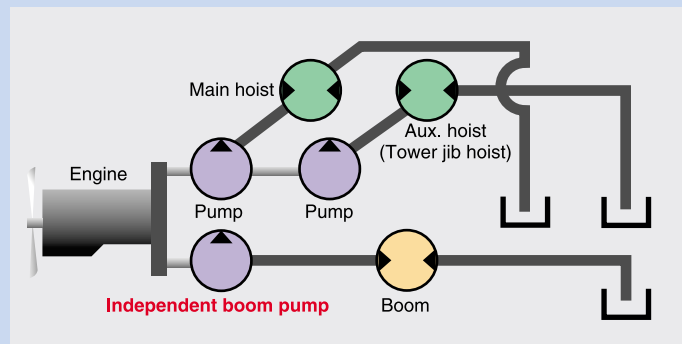 Main hoist
Aux. hoist
(Tower jib hoist)
Engine
Pump
Pump
Independent boom pump
Boom